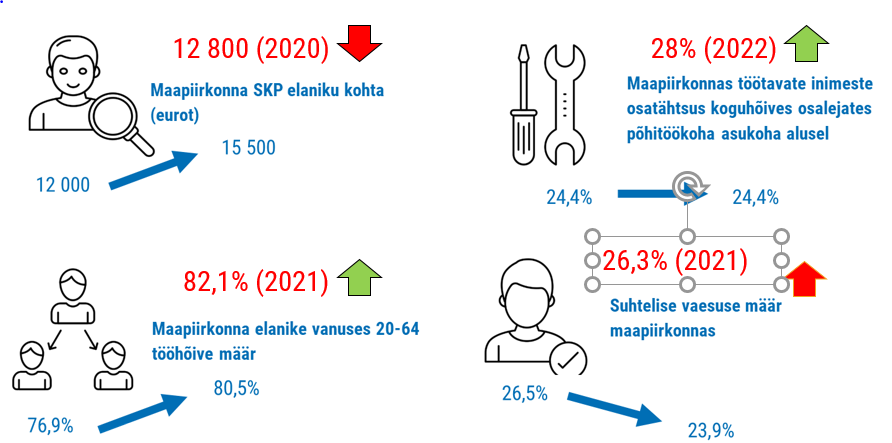 12 800 (2020)
Maapiirkonna SKP elaniku kohta
(eurot)
12 000
15 500
28% (2022)
Maapiirkonnas töötavate inimeste
osatähtsus koguhõives osalejates
põhitöökoha asukoha alusel
24,4%
24,4%
82,1% (2021)
Maapiirkonna elanike vanuses 20-64
tööhõive määr
76,9%
80,5%
26,3% (2021)
Suhtelise vaesuse määr
maapiirkonnas
26,5%
23,9%